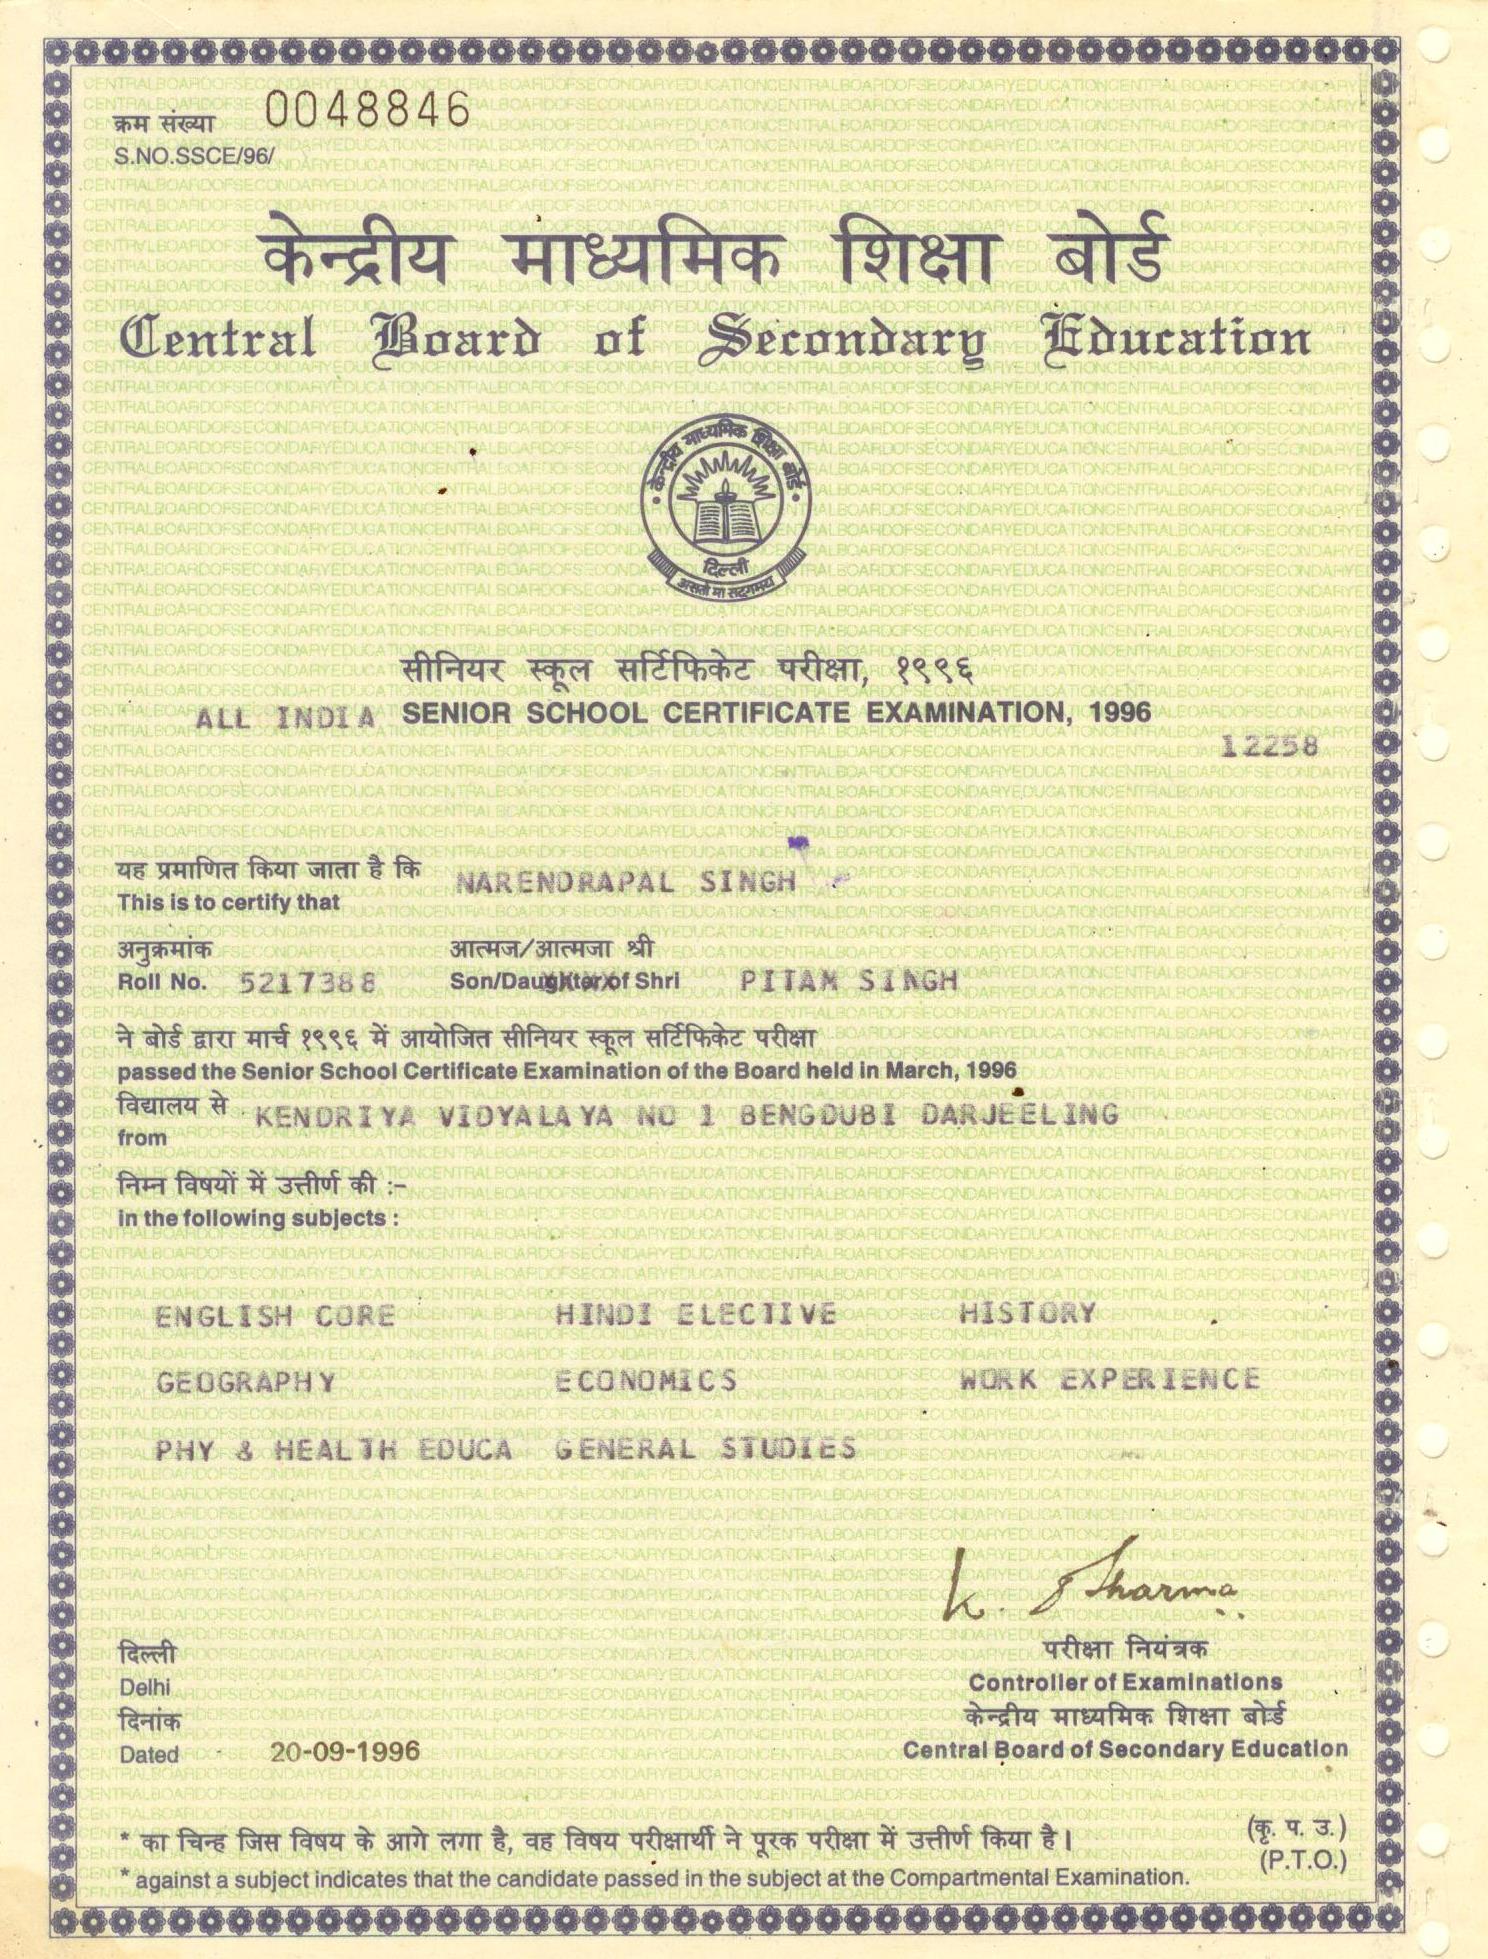 क्रम संख्या 0048846
S.NO.SSCE/96/
केन्द्रीय माध्यमिक शिक्षा बोर्ड
Central Board of Secondary Education
केन्द्रीय माध्यमिक शिक्षा बोर्ड
दिल्ली
असतो मा सद्गमय
सीनियर स्कूल सर्टिफिकेट परीक्षा, १९९६
ALL INDIA SENIOR SCHOOL CERTIFICATE EXAMINATION, 1996
12258
यह प्रमाणित किया जाता है कि NARENDRAPAL SINGH
This is to certify that
अनुक्रमांक आत्मज/आत्मजा श्री
Roll No. 5217388 Son/Daughter of Shri PITAM SINGH
ने बोर्ड द्वारा मार्च १९९६ में आयोजित सीनियर स्कूल सर्टिफिकेट परीक्षा
passed the Senior School Certificate Examination of the Board held in March, 1996
विद्यालय से KENDRIYA VIDYALAYA NO 1 BENGDUBI DARJEELING
from
निम्न विषयों में उत्तीर्ण की :-
in the following subjects :
ENGLISH CORE HINDI ELECTIVE HISTORY
GEOGRAPHY ECONOMICS WORK EXPERIENCE
PHY & HEALTH EDUCA GENERAL STUDIES
K. Sharma
दिल्ली परीक्षा नियंत्रक
Delhi Controller of Examinations
दिनांक केन्द्रीय माध्यमिक शिक्षा बोर्ड
Dated 20-09-1996 Central Board of Secondary Education
* का चिन्ह जिस विषय के आगे लगा है, वह विषय परीक्षार्थी ने पूरक परीक्षा में उत्तीर्ण किया है। (कृ. प. उ.)
* against a subject indicates that the candidate passed in the subject at the Compartmental Examination. (P.T.O.)